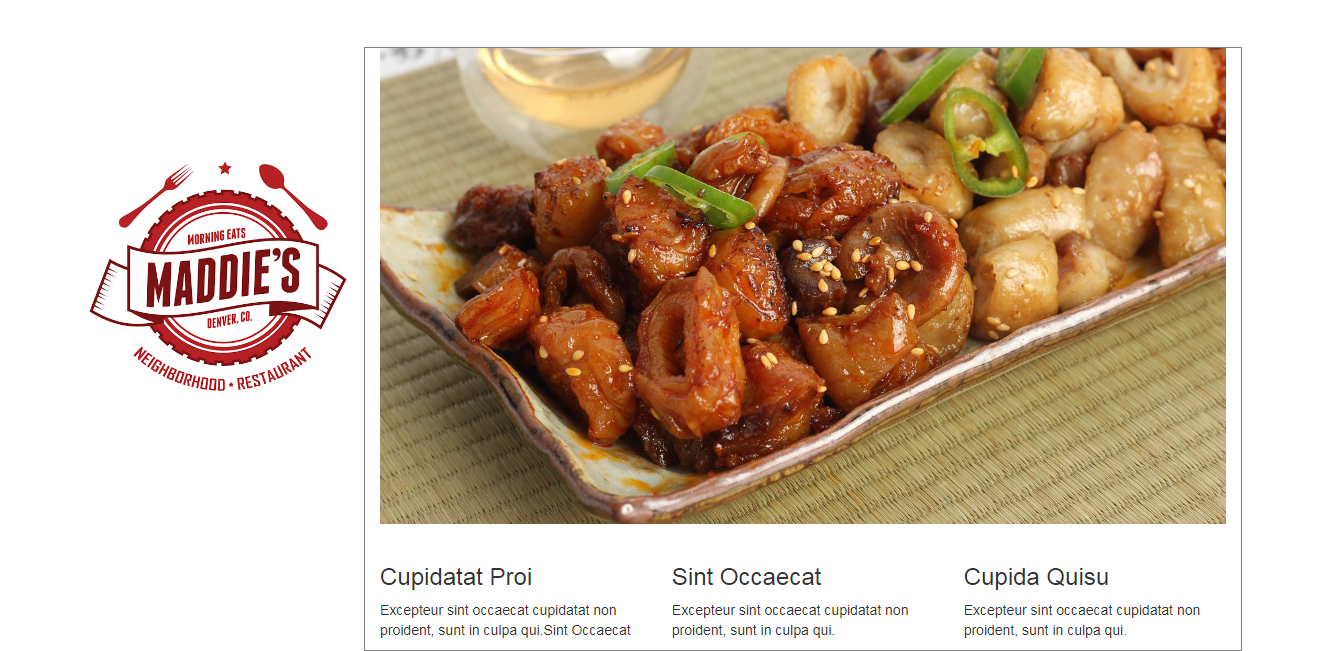 MORNING EATS
MADDIE'S
DENVER, CO.
NEIGHBORHOOD ★ RESTAURANT
Cupidatat Proi
Excepteur sint occaecat cupidatat non
proident, sunt in culpa qui.Sint Occaecat
Sint Occaecat
Excepteur sint occaecat cupidatat non
proident, sunt in culpa qui.
Cupida Quisu
Excepteur sint occaecat cupidatat non
proident, sunt in culpa qui.